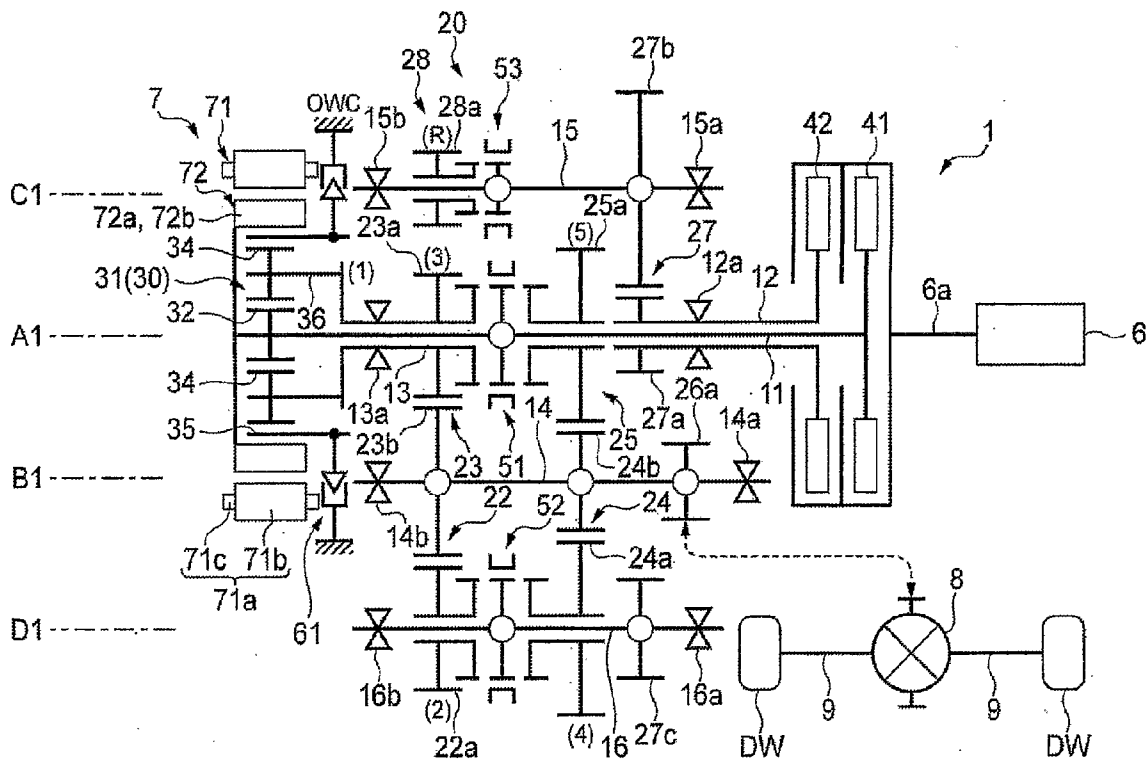 20
27b
28
53
7
71
OWC
15b
28a
(R)
15
15a
42
41
1
C1
72
72a, 72b
23a
25a
34
(1)
(3)
(5)
27
12a
12
31(30)
32
36
6a
A1
6
34
13a
13
11
26a
35
23b
23
51
14
25
27a
14a
24b
B1
14b
22
52
24
71c
71b
24a
71a
61
8
D1
16b
(2)
22a
(4)
16
27c
16a
9
9
DW
DW